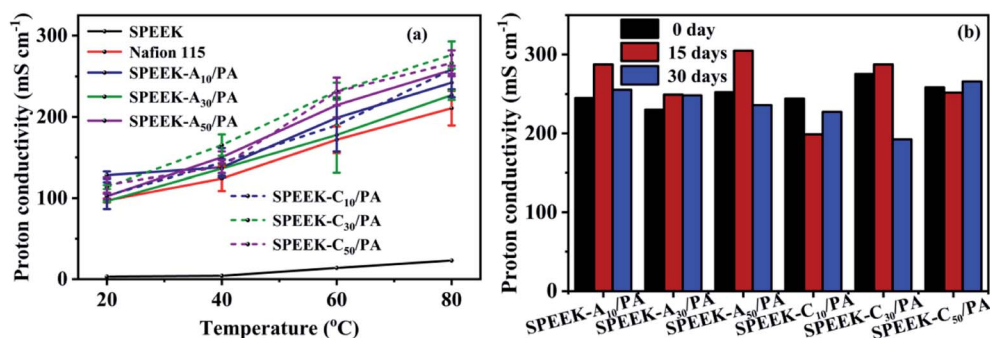 (a)
SPEEK
Nafion 115
SPEEK-A10/PA
SPEEK-A30/PA
SPEEK-A50/PA
SPEEK-C10/PA
SPEEK-C30/PA
SPEEK-C50/PA
Proton conductivity (mS cm-1)
300
200
100
0
20 40 60 80
Temperature (oC)
(b)
0 day
15 days
30 days
Proton conductivity (mS cm-1)
300
200
100
0
SPEEK-A10/PA
SPEEK-A30/PA
SPEEK-A50/PA
SPEEK-C10/PA
SPEEK-C30/PA
SPEEK-C50/PA